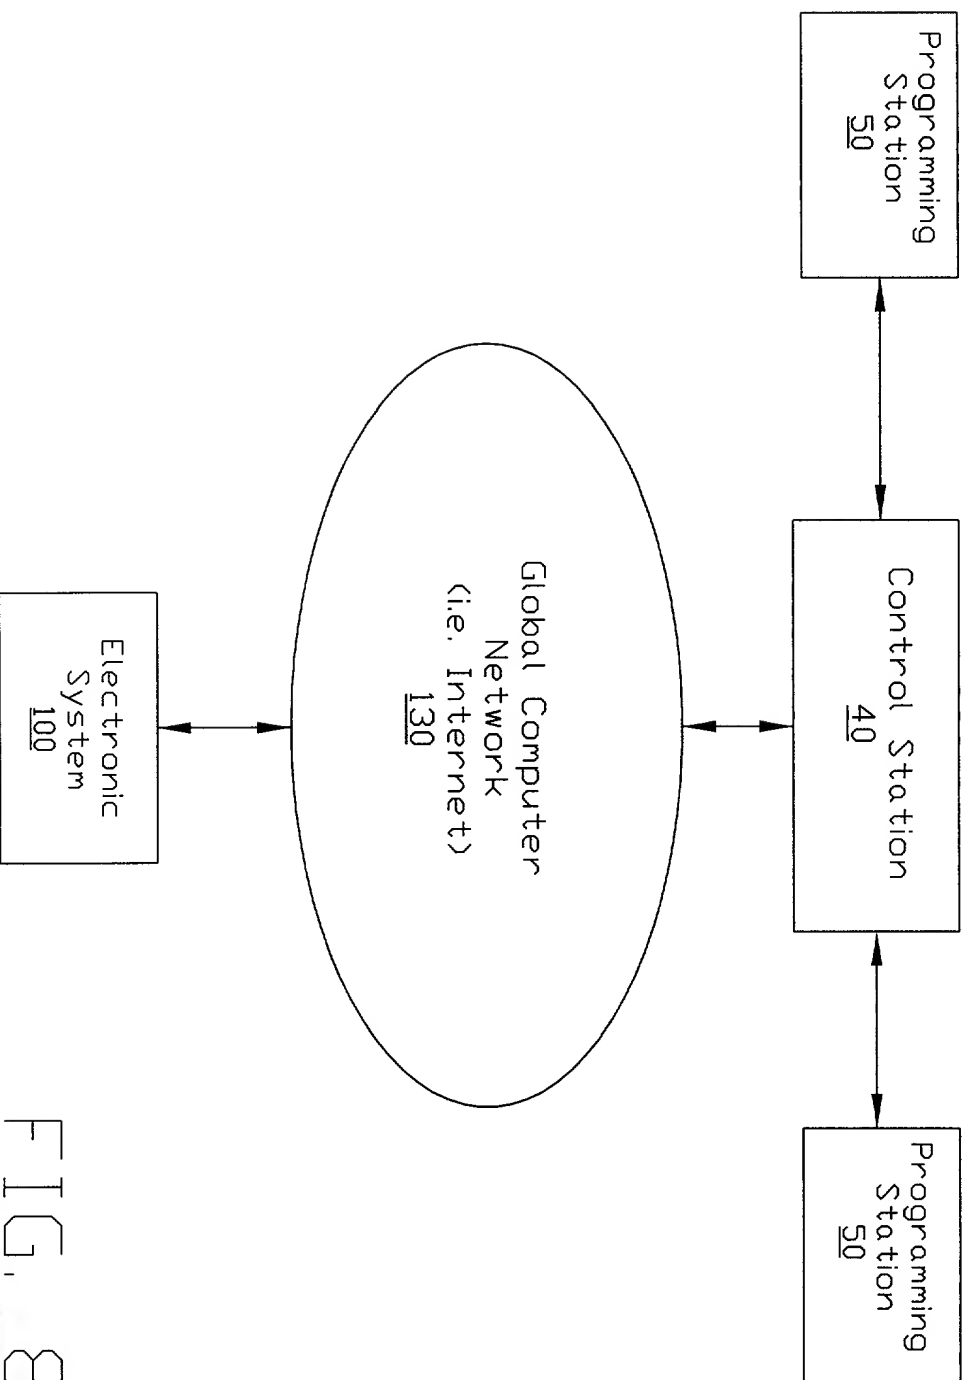 Programming
Station
50
Control Station
40
Programming
Station
50
Global Computer
Network
(i.e. Internet)
130
Electronic
System
100
FIG. 8